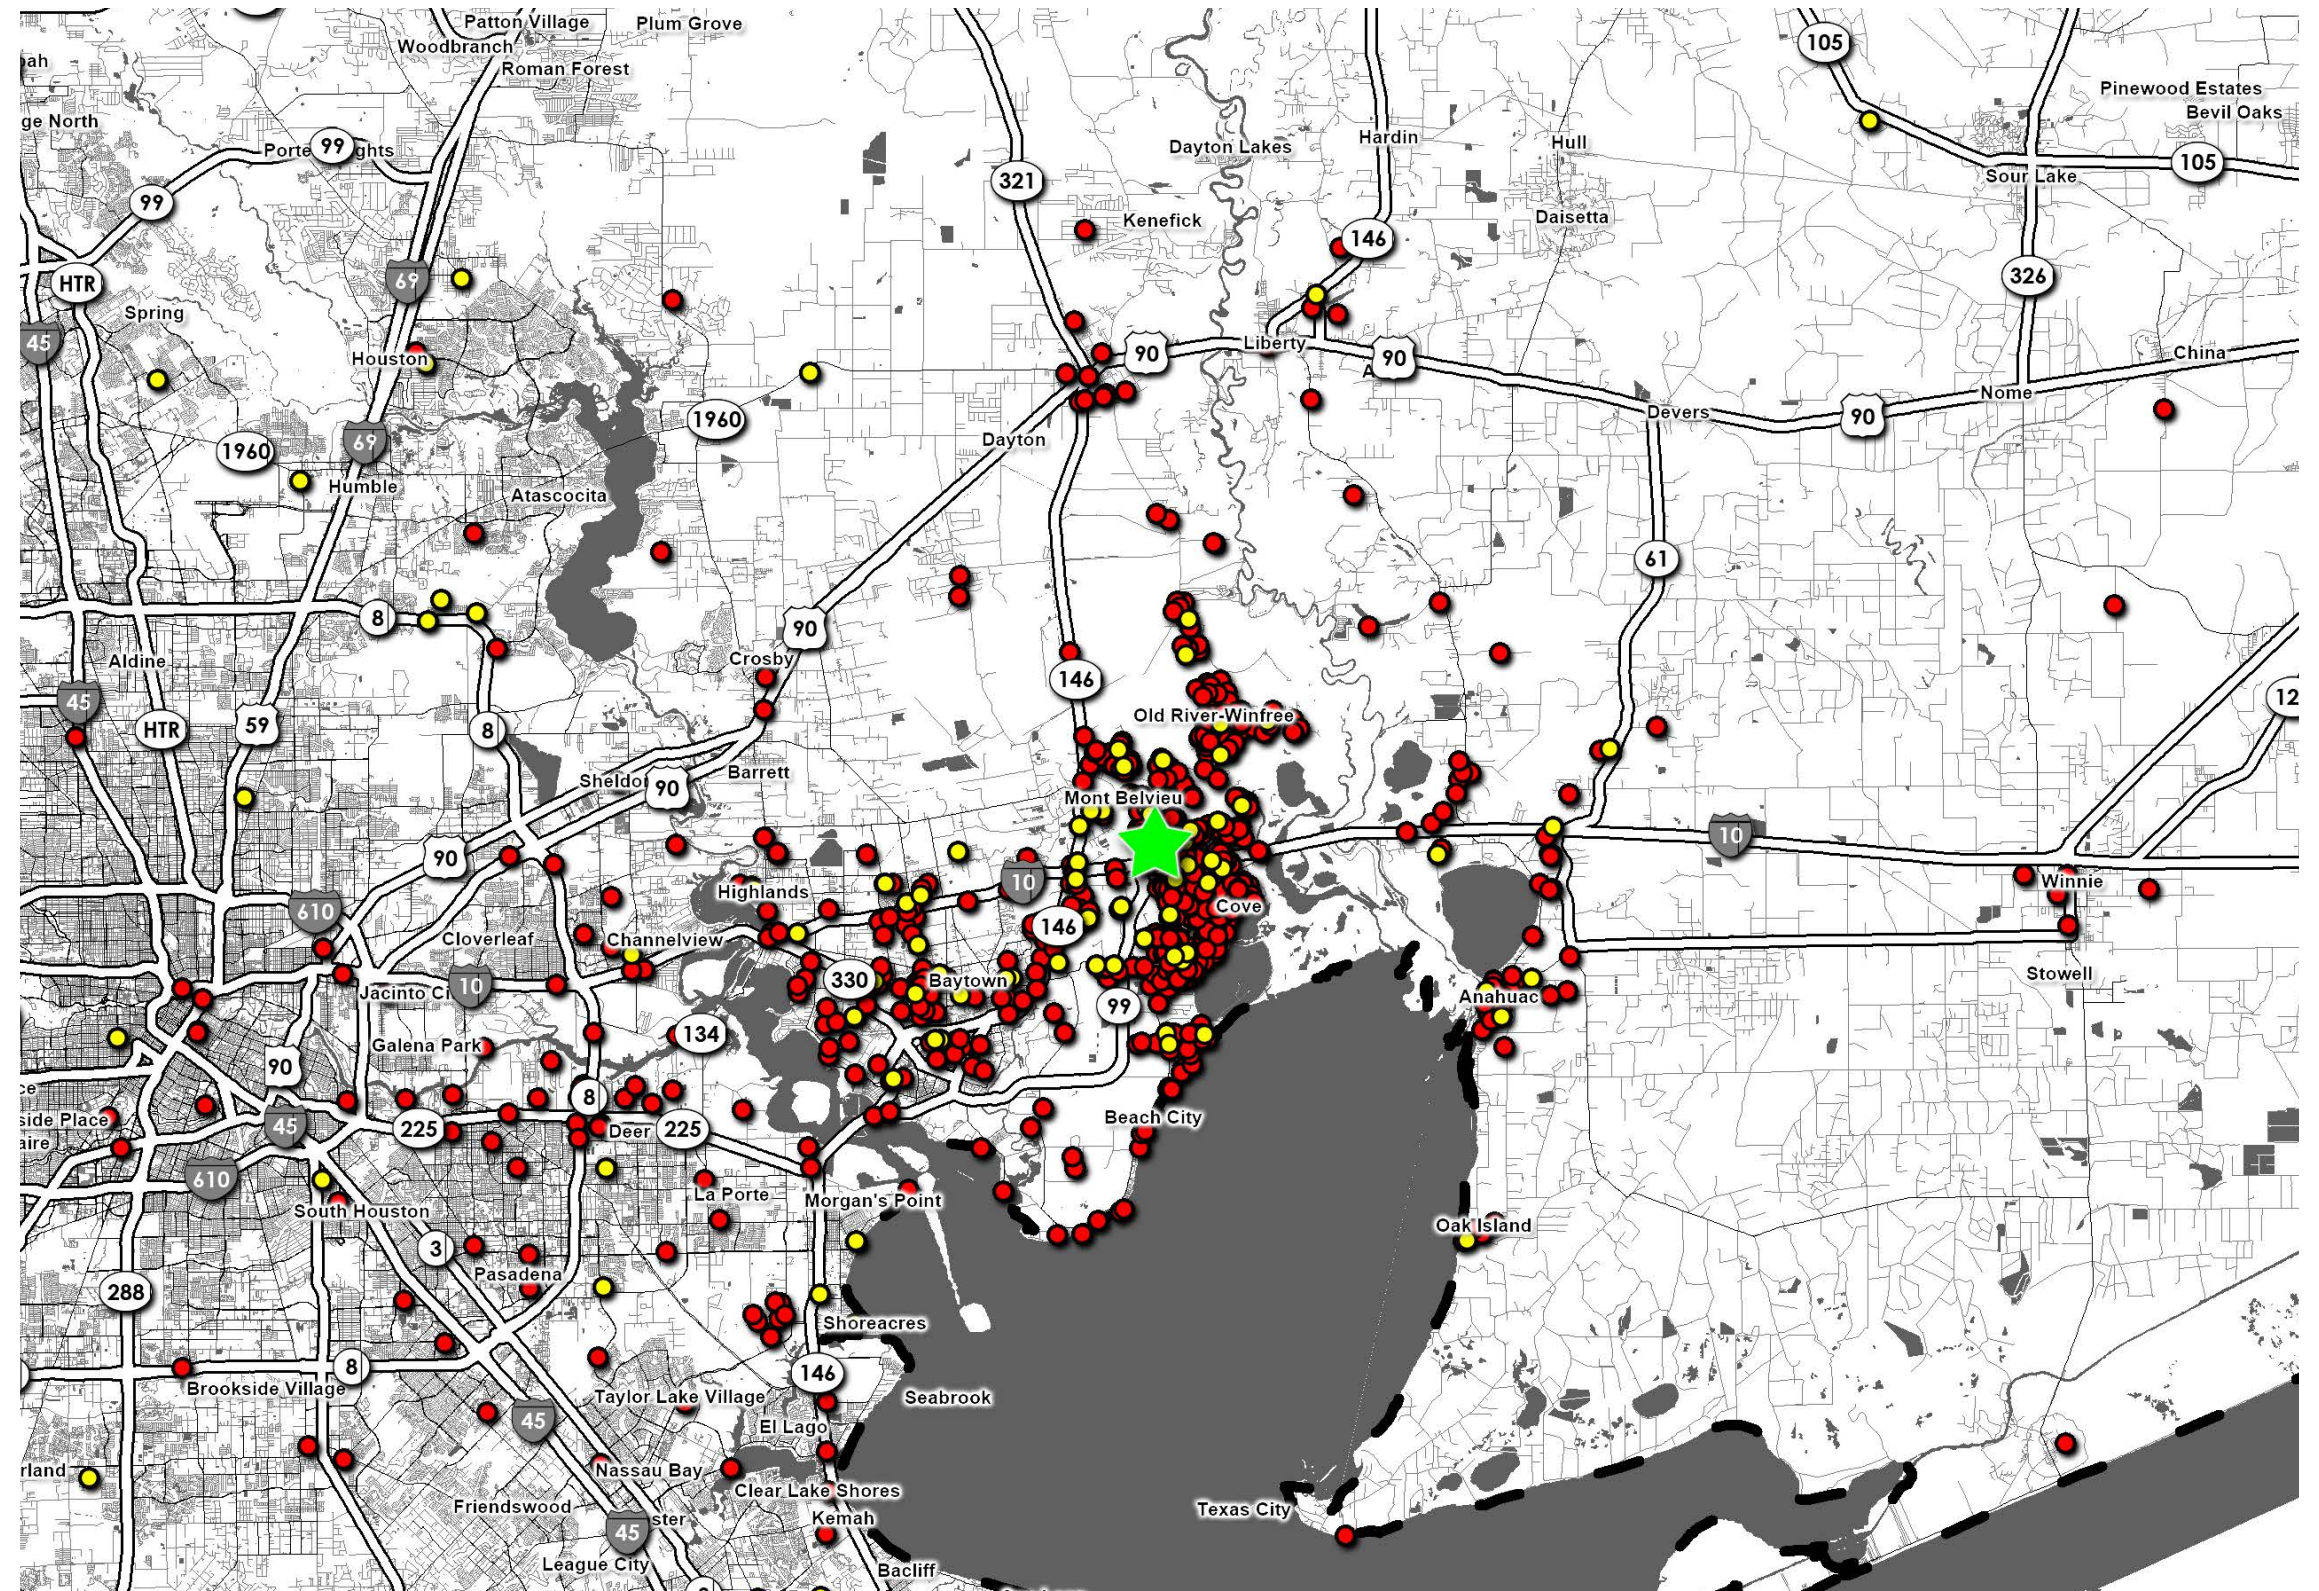 Patton Village
Plum Grove
Woodbranch
105
Roman Forest
Pinewood Estates
Bevil Oaks
ge North
Hardin
Hull
99
Dayton Lakes
105
Sour Lake
321
99
Kenefick
Daisetta
146
69
HTR
326
Spring
45
Houston
90
Liberty
90
China
Nome
1960
Devers
90
69
Dayton
1960
Humble
Atascocita
61
8
90
Aldine
Crosby
146
45
12
Old River-Winfree
HTR
59
8
Barrett
90
Mont Belvieu
10
90
10
Winnie
Highlands
610
Cove
146
Cloverleaf
Channelview
Stowell
330
Baytown
10
Anahuac
99
134
Galena Park
90
8
side Place
45
225
Deer
225
Beach City
aire
610
La Porte
Morgan's Point
South Houston
Oak Island
3
Pasadena
288
Shoreacres
8
146
Brookside Village
Taylor Lake Village
Seabrook
45
El Lago
rland
Nassau Bay
Clear Lake Shores
Friendswood
Texas City
Kemah
ster
45
League City
Bacliff